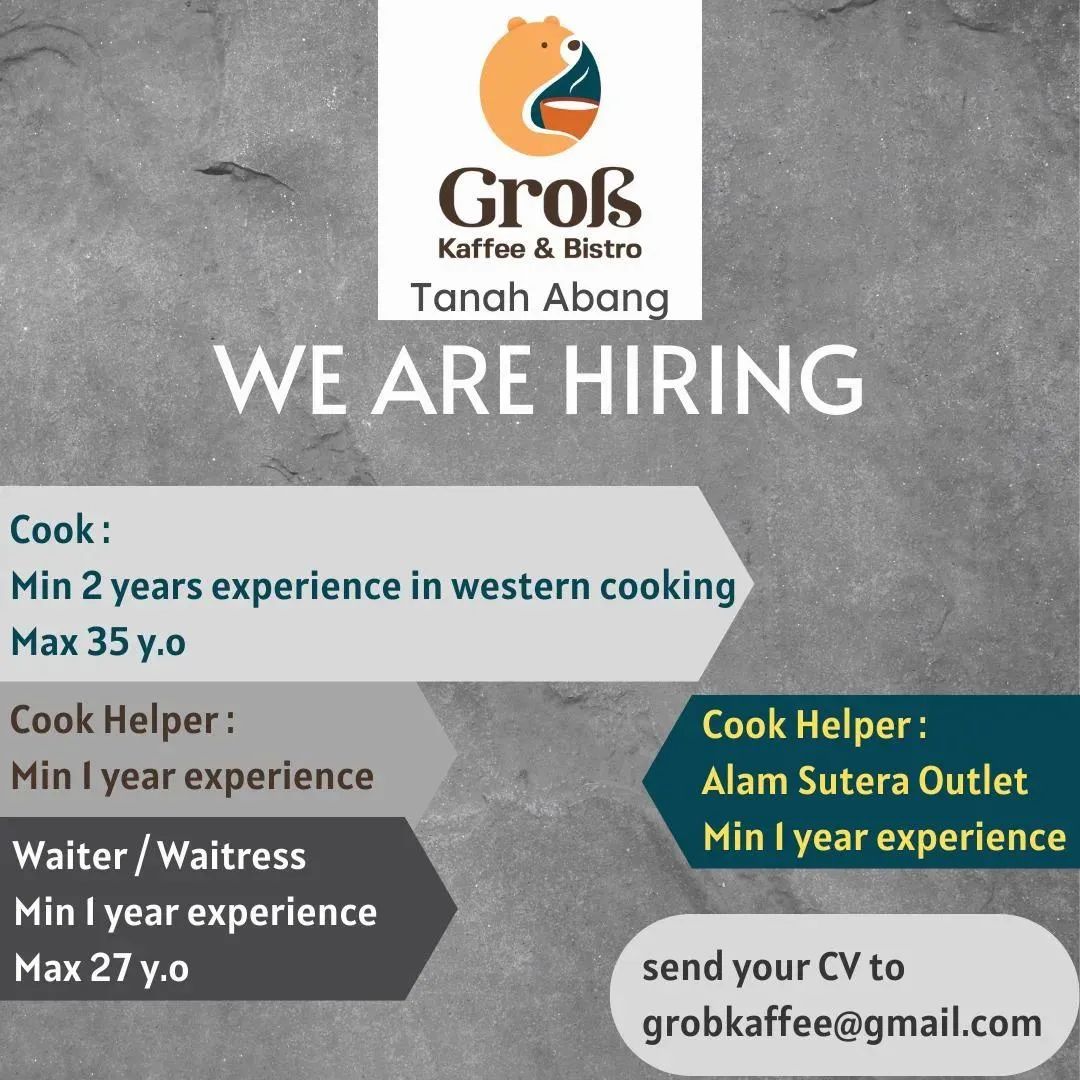 Groß
Kaffee & Bistro
Tanah Abang
WE ARE HIRING
Cook :
Min 2 years experience in western cooking
Max 35 y.o
Cook Helper :
Min 1 year experience
Waiter / Waitress
Min 1 year experience
Max 27 y.o
Cook Helper :
Alam Sutera Outlet
Min 1 year experience
send your CV to
grobkaffee@gmail.com